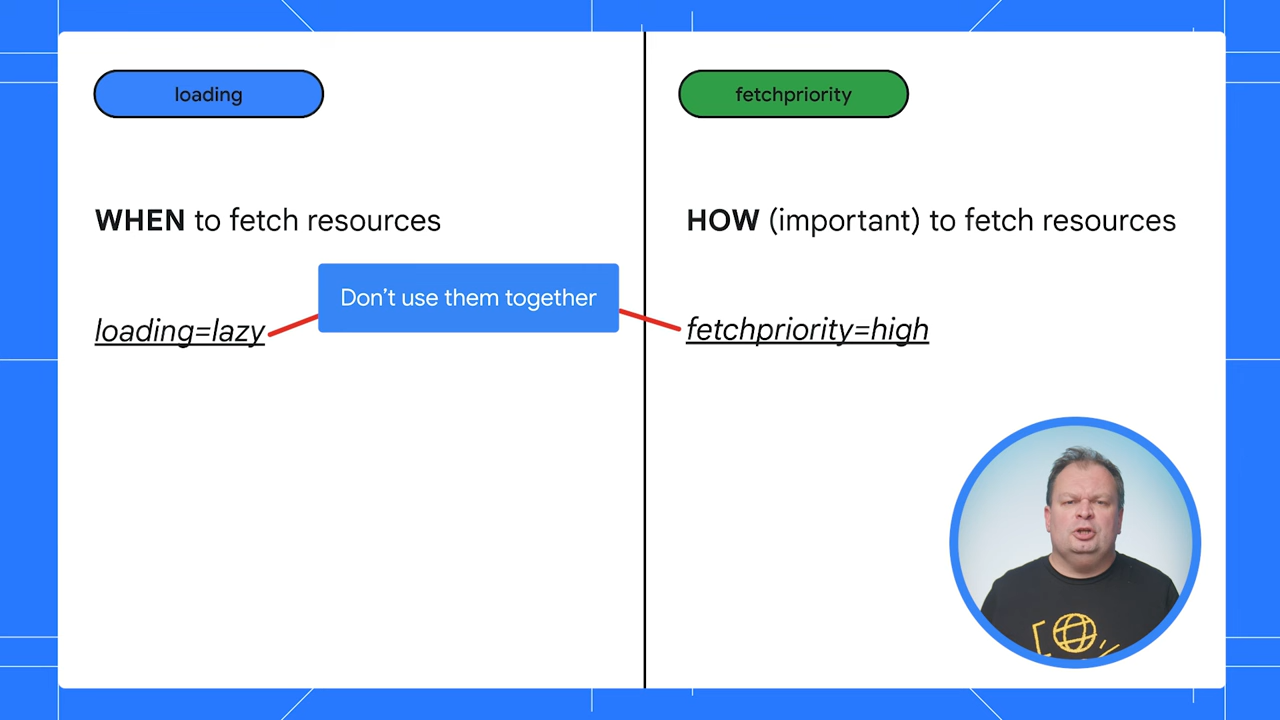 loading
fetchpriority
WHEN to fetch resources
HOW (important) to fetch resources
Don't use them together
loading=lazy
fetchpriority=high